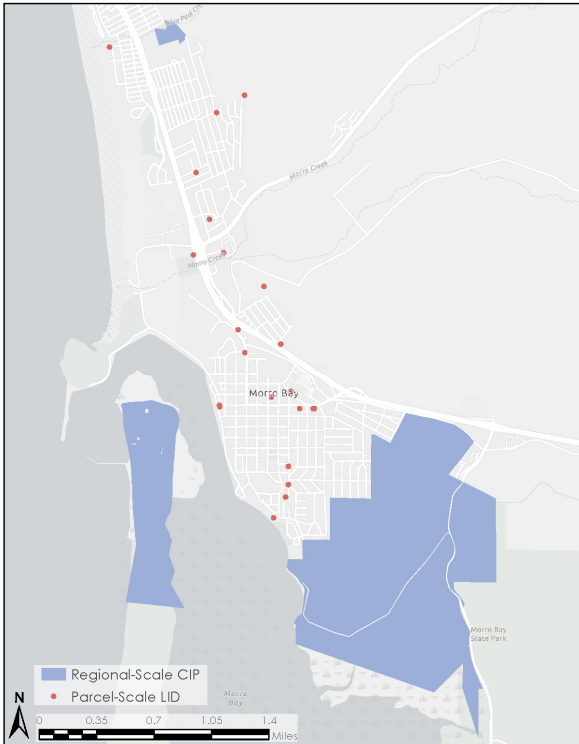 Morro Creek
Morro Creek
Morro Bay
Morro Bay
State Park
Regional-Scale CIP
Parcel-Scale LID
Morro
Bay
N
0 0.35 0.7 1.05 1.4
Miles